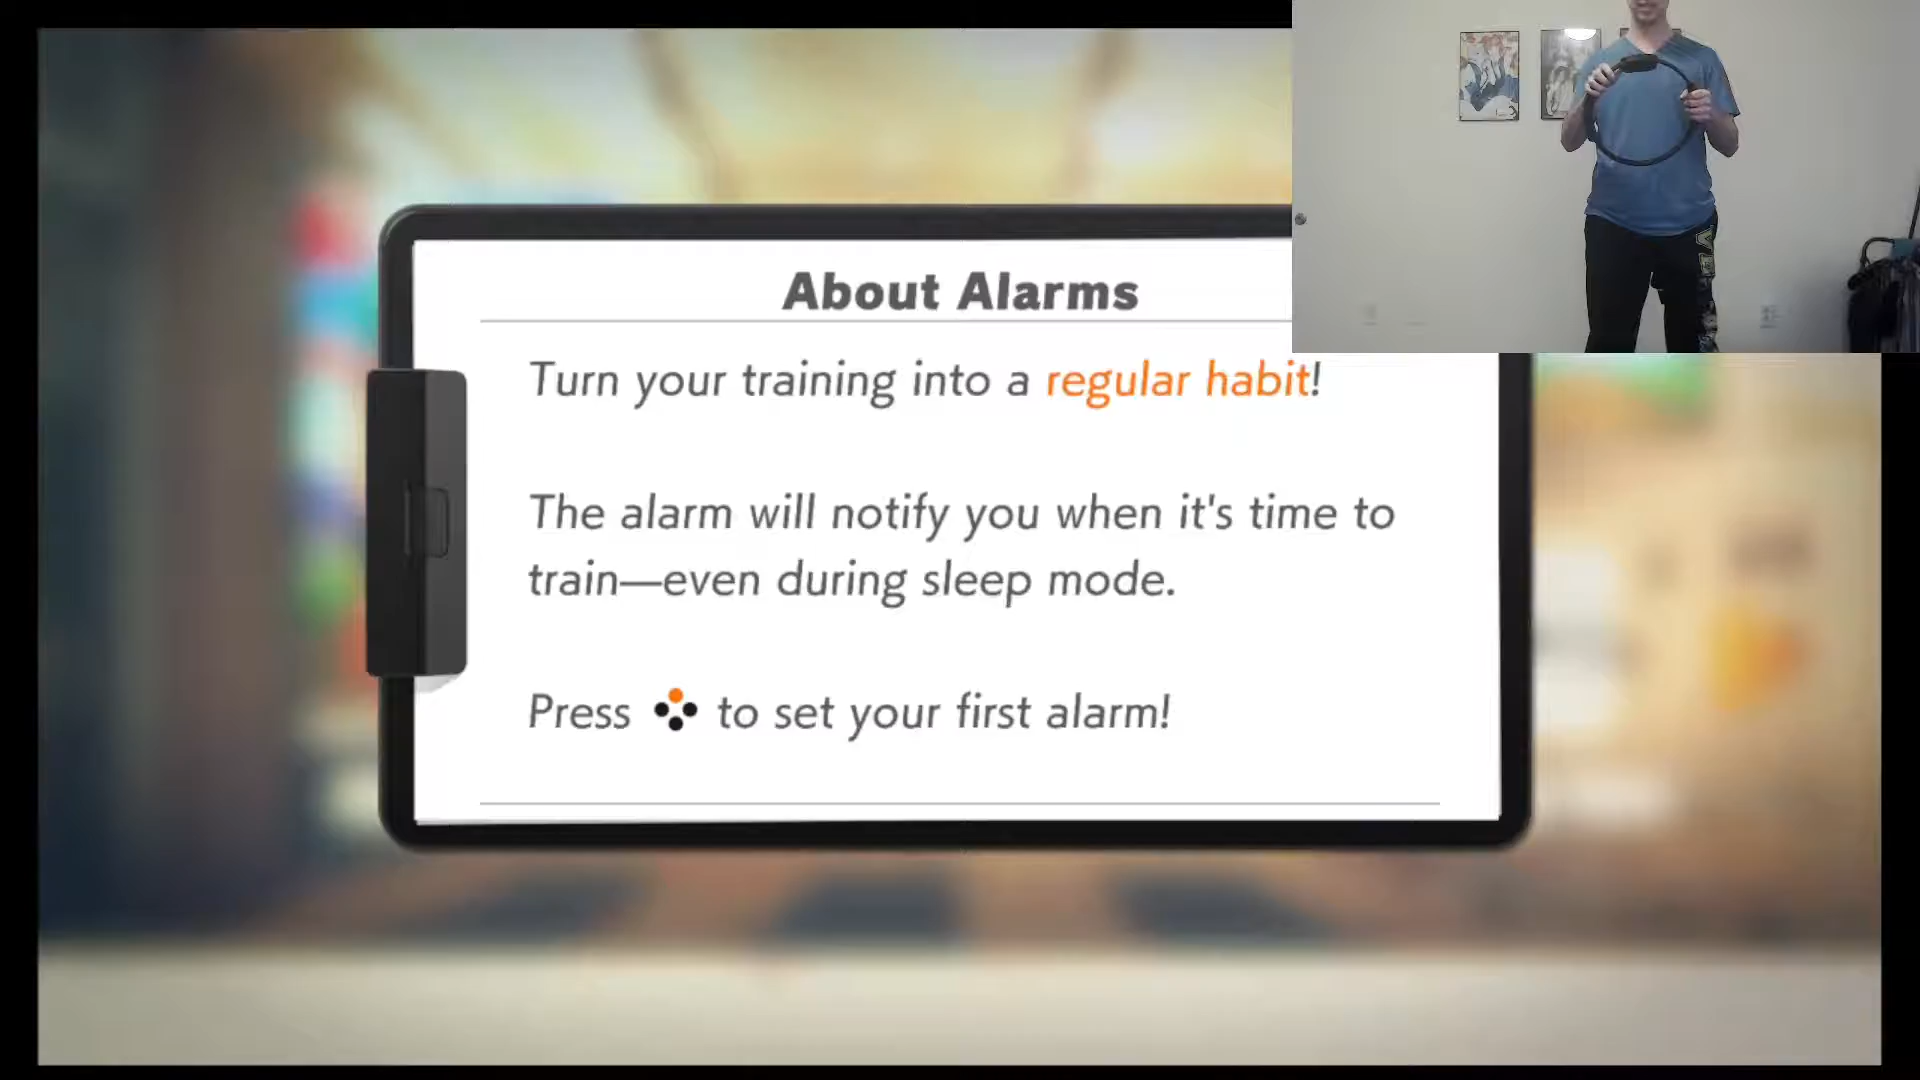 About Alarms
Turn your training into a regular habit!
The alarm will notify you when it's time to
train—even during sleep mode.
Press to set your first alarm!